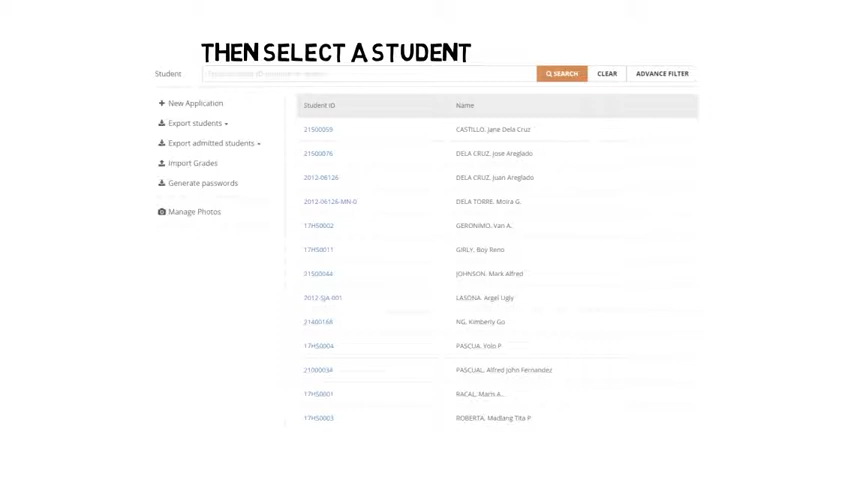 THEN SELECT A STUDENT
Student
SEARCH
CLEAR
ADVANCE FILTER
New Application
Export students
Export admitted students
Import Grades
Generate passwords
Manage Photos
Student ID Name
21500059 CASTILLO, Jane Dela Cruz
21500076 DELA CRUZ, Jose Areglado
2012-06126 DELA CRUZ, Juan Areglado
2012-06126-MN-0 DELA TORRE, Moira G.
17HS0002 GERONIMO, Van A.
17HS0011 GIRLY, Boy Reno
JOHNSON, Mark Alfred
2012-SJA-001 LASONA, Argel Ugly
21400168 NG, Kimberly Go
17HS0004 PASCUA, Yolo P
21000034 PASCUAL, Alfred John Fernandez
17HS0001 RACAL, Maris A.
17HS0003 ROBERTA, Madlang Tita P